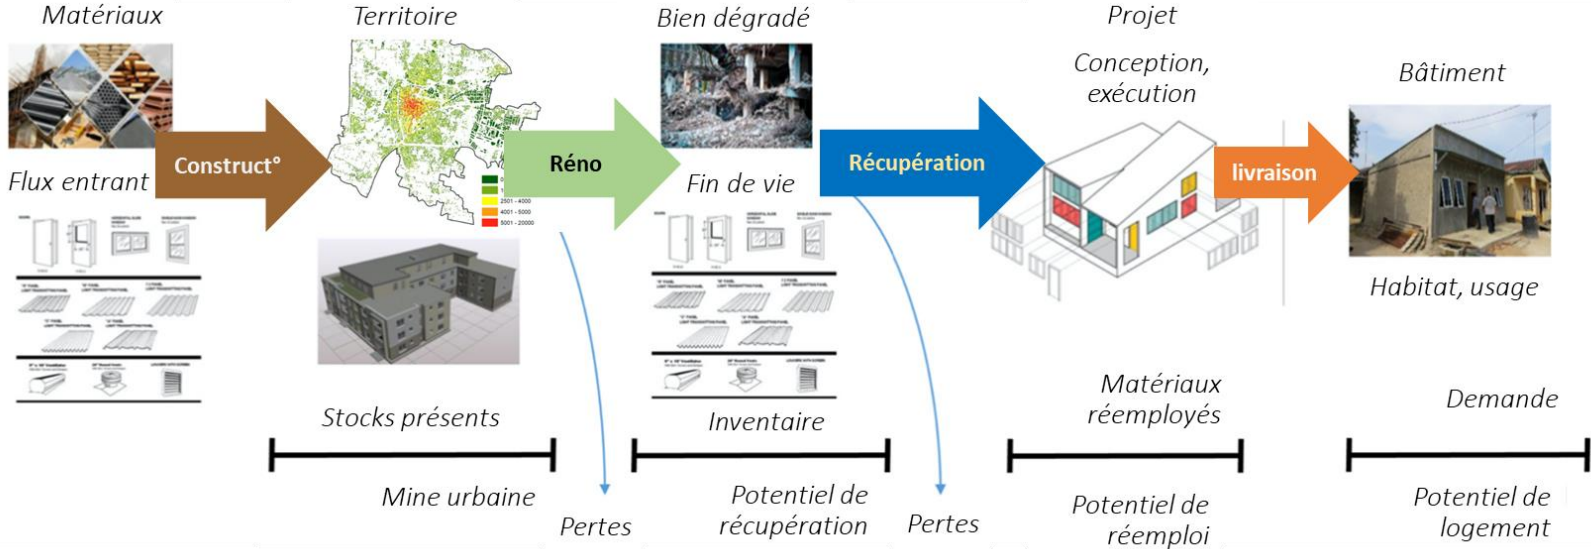 Matériaux
Territoire
Bien dégradé
Projet
Conception,
exécution
Bâtiment
Construct°
Réno
Récupération
livraison
Flux entrant
Fin de vie
2501 - 4000
4001 - 5000
5001 - 20000
Habitat, usage
Stocks présents
Inventaire
Matériaux
réemployés
Demande
Mine urbaine
Pertes
Potentiel de
récupération
Pertes
Potentiel de
réemploi
Potentiel de
logement